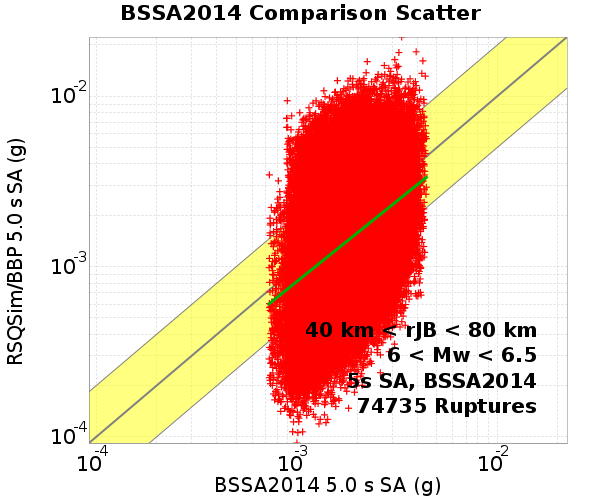 BSSA2014 Comparison Scatter
RSQSim/BBP 5.0 s SA (g)
10-2
10-3
10-4
40 km < rJB < 80 km
6 < Mw < 6.5
5s SA, BSSA2014
74735 Ruptures
10-4 10-3 10-2
BSSA2014 5.0 s SA (g)